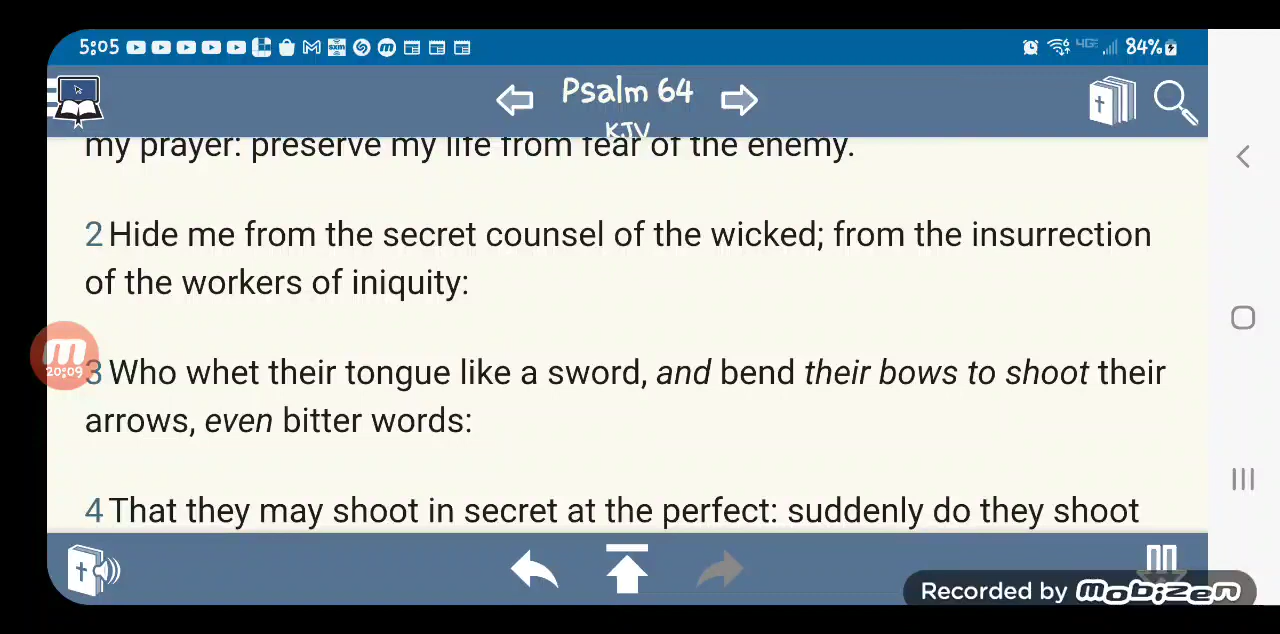 5:05 84%
Psalm 64
KJV
my prayer: preserve my life from fear of the enemy.
2 Hide me from the secret counsel of the wicked; from the insurrection
of the workers of iniquity:
20:09
3 Who whet their tongue like a sword, and bend their bows to shoot their
arrows, even bitter words:
4 That they may shoot in secret at the perfect: suddenly do they shoot
Recorded by mobizen